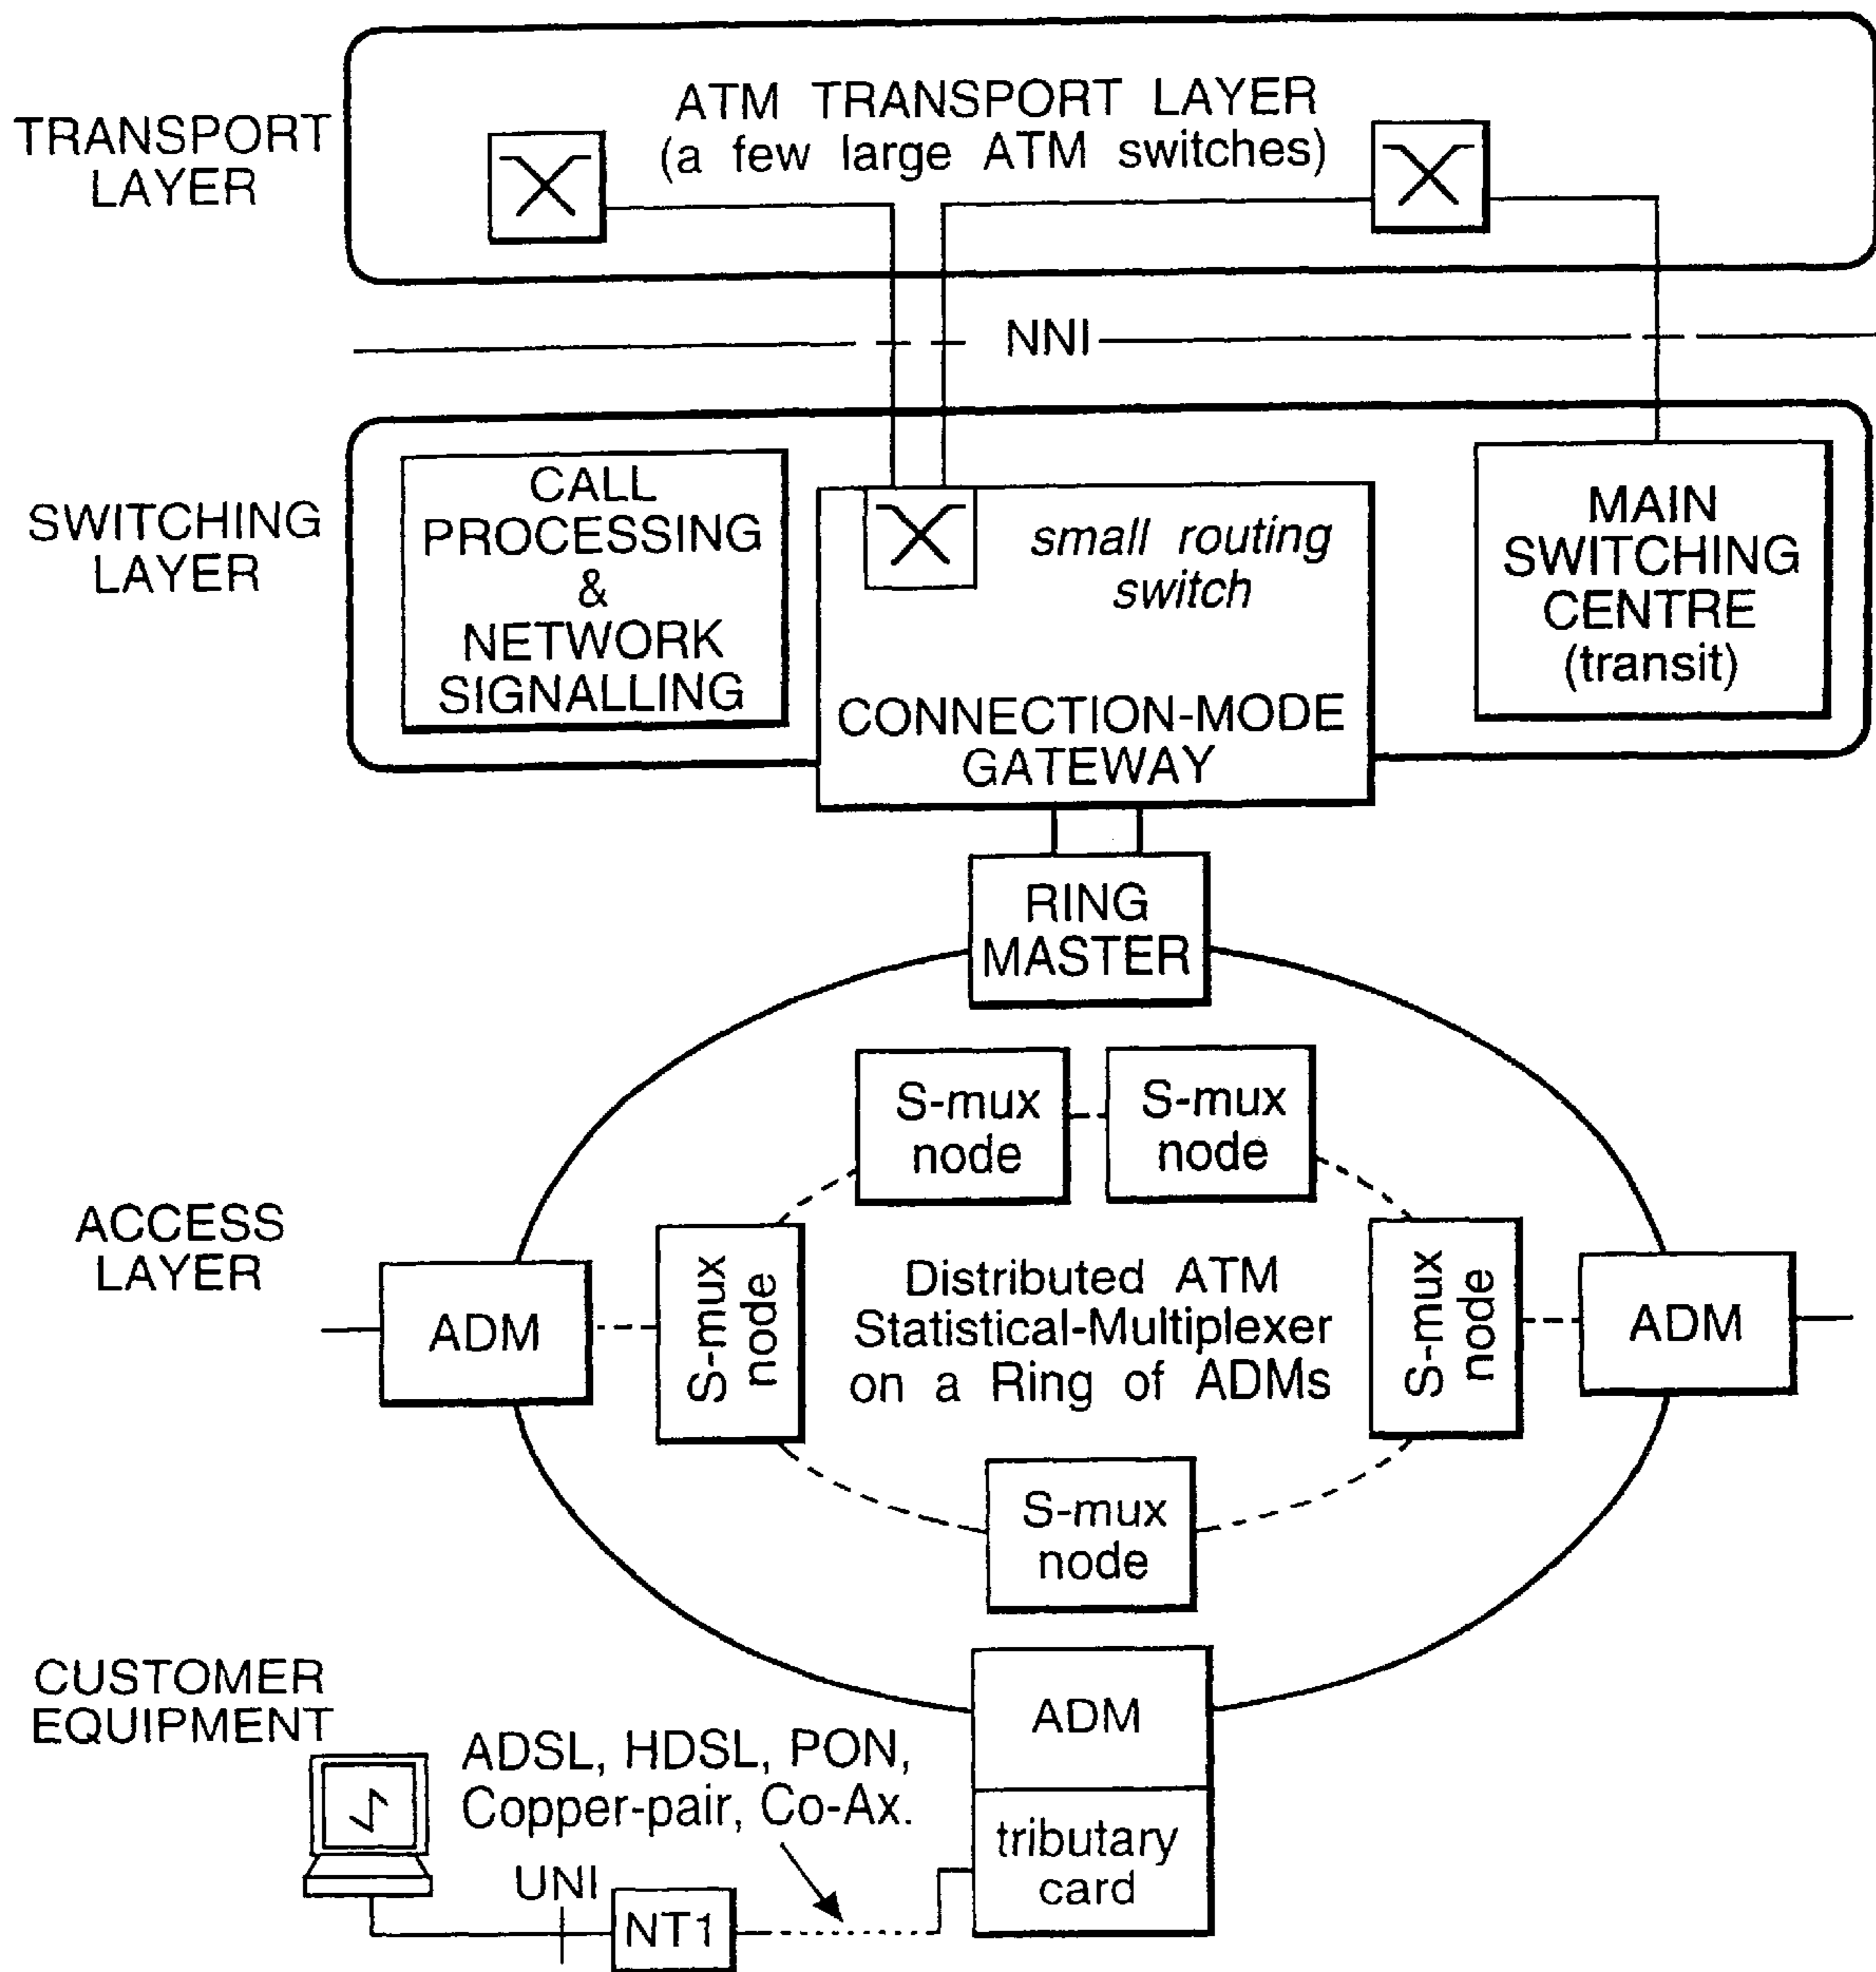 ATM TRANSPORT LAYER
(a few large ATM switches)
TRANSPORT
LAYER
NNI
SWITCHING
LAYER
CALL
PROCESSING
&
NETWORK
SIGNALLING
small routing
switch
CONNECTION-MODE
GATEWAY
MAIN
SWITCHING
CENTRE
(transit)
RING
MASTER
S-mux
node
S-mux
node
ACCESS
LAYER
ADM
S-mux
node
Distributed ATM
Statistical-Multiplexer
on a Ring of ADMs
S-mux
node
ADM
S-mux
node
CUSTOMER
EQUIPMENT
ADM
ADSL, HDSL, PON,
Copper-pair, Co-Ax.
tributary
card
UNI
NT1